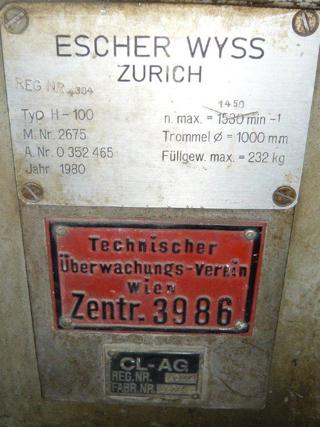 ESCHER WYSS
ZURICH
REG NR. 304
Typ H-100
M. Nr. 2675
A. Nr. 0 352 465
Jahr 1980
1450
n. max. = 1530 min -1
Trommel Ø = 1000 mm
Füllgew. max. = 232 kg
Technischer
Überwachungs-Verein
Wien
Zentr. 3986
CL-AG
REG.NR.
FABR.NR.